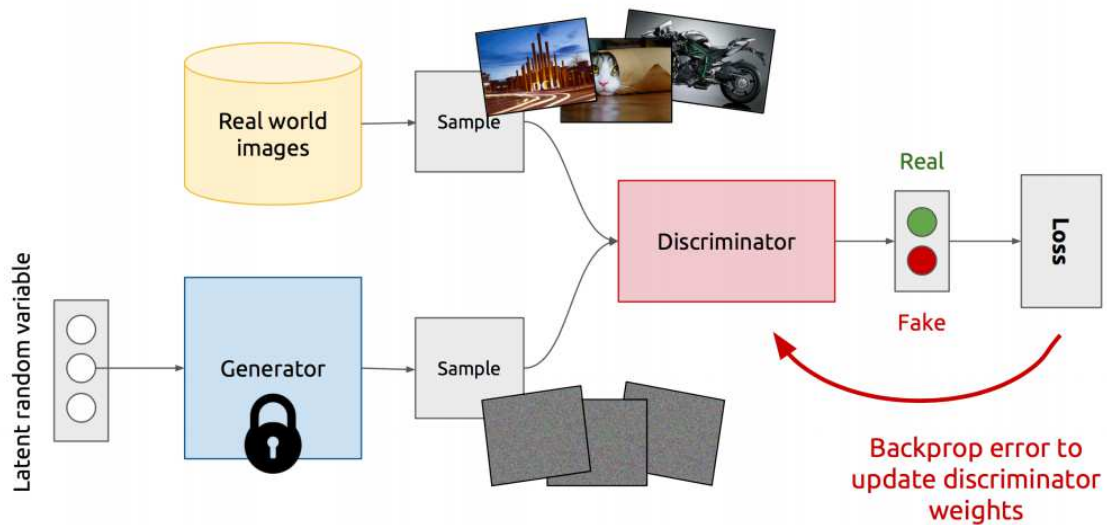 Real world
images
Sample
DCU
Latent random variable
Generator
Sample
Discriminator
Real
Fake
Loss
Backprop error to
update discriminator
weights